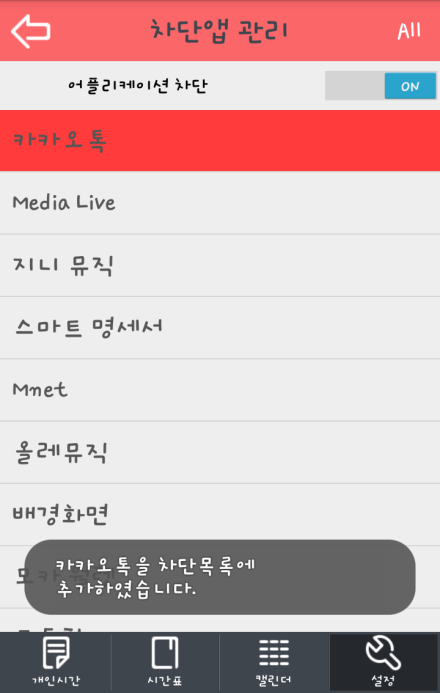 차단앱 관리
All
어플리케이션 차단
ON
카카오톡
Media Live
지니 뮤직
스마트 명세서
Mnet
올레뮤직
배경화면
카카오톡을 차단목록에
추가하였습니다.
개인시간
시간표
캘린더
설정